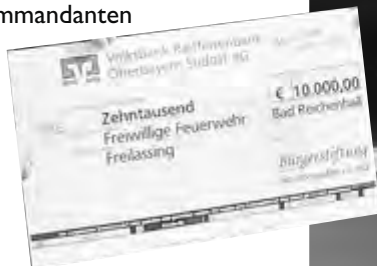 mmandanten
Volksbank Raiffeisenbank
Oberbayern Südost eG
€ 10.000,00
Zehntausend
Bad Reichenhall
Freiwillige Feuerwehr
Freilassing
Bürgerstiftung